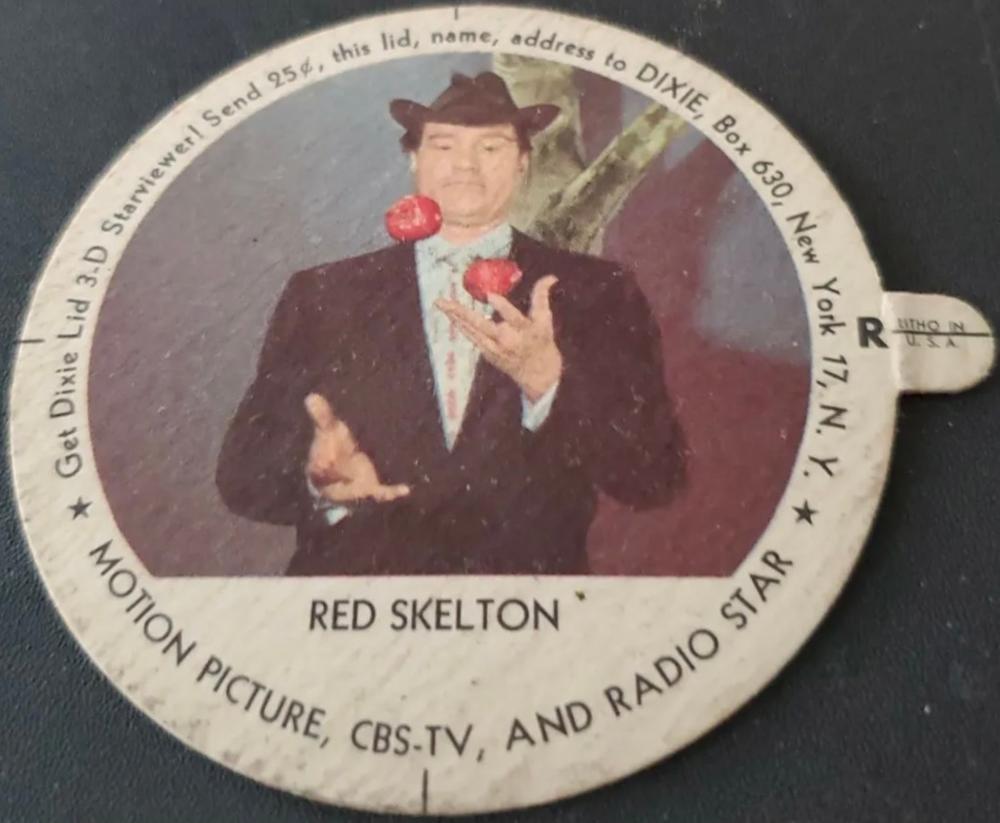 ★ Get Dixie Lid 3-D Starviewer! Send 25¢, this lid, name, address to DIXIE, Box 630, New York 17, N. Y. ★
R
LITHO IN
U. S. A.
RED SKELTON
MOTION PICTURE, CBS-TV, AND RADIO STAR